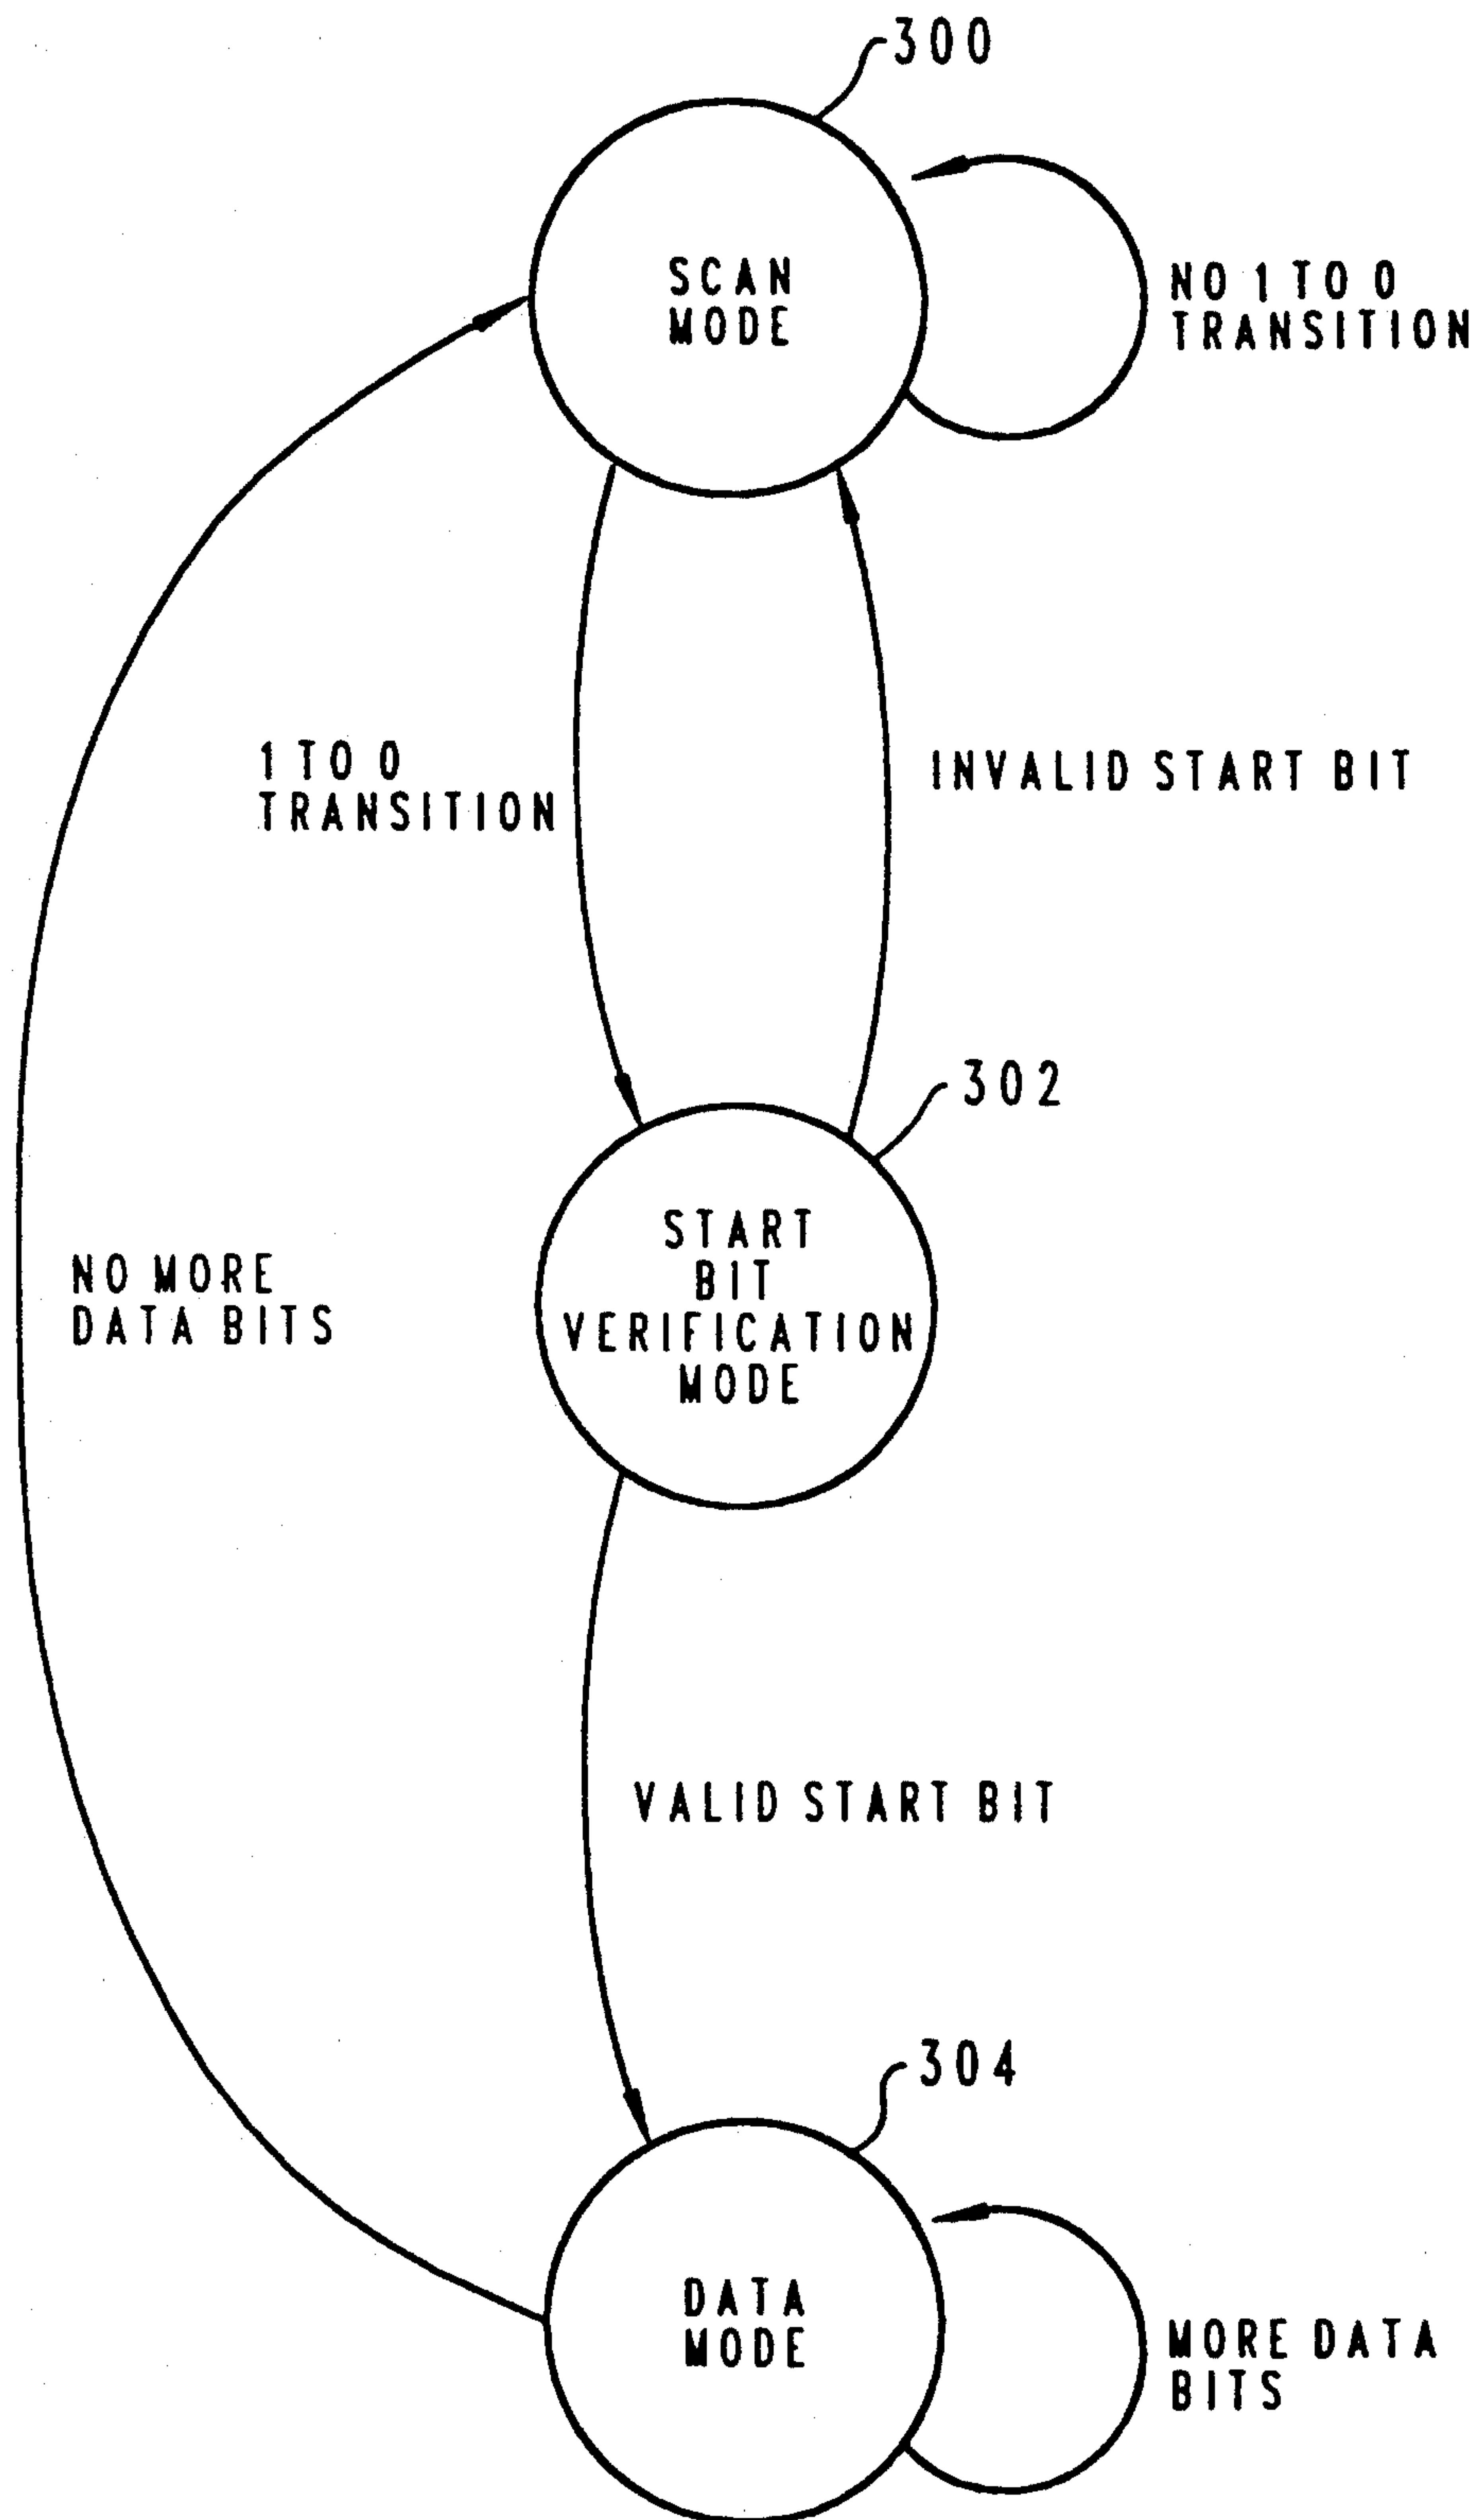 300
SCAN
MODE
NO 1 TO 0
TRANSITION
1 TO 0
TRANSITION
INVALID START BIT
302
START
BIT
VERIFICATION
MODE
NO MORE
DATA BITS
VALID START BIT
304
DATA
MODE
MORE DATA
BITS